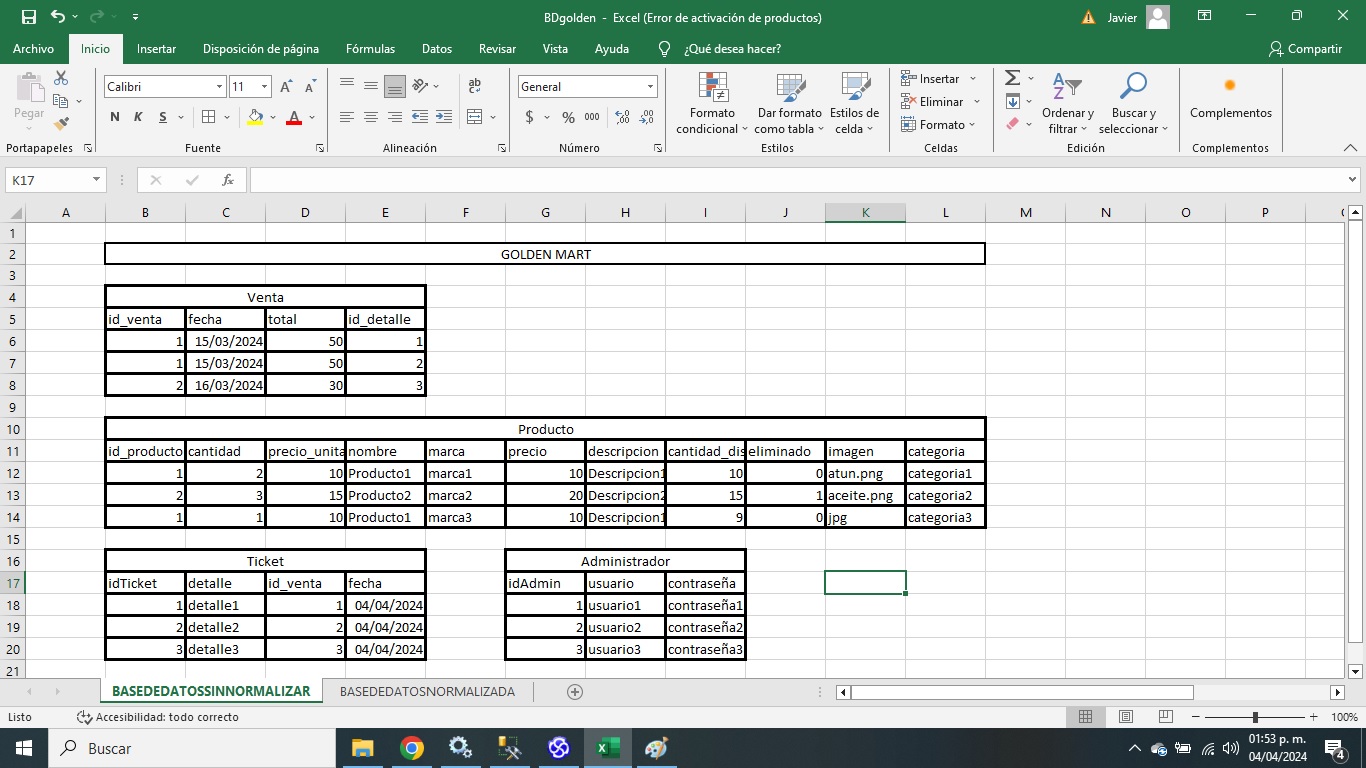 BDgolden - Excel (Error de activación de productos)
Javier
Archivo Inicio Insertar Disposición de página Fórmulas Datos Revisar Vista Ayuda ¿Qué desea hacer? Compartir
Pegar
Calibri 11
N K S
A A
ab
General
$ % 000
Formato condicional
Dar formato como tabla
Estilos de celda
Insertar
Eliminar
Formato
Ordenar y filtrar
Buscar y seleccionar
Complementos
Portapapeles Fuente Alineación Número Estilos Celdas Edición Complementos
K17 fx
A B C D E F G H I J K L M N O P
1
2 GOLDEN MART
3
4 Venta
5 id_venta fecha total id_detalle
6 1 15/03/2024 50 1
7 1 15/03/2024 50 2
8 2 16/03/2024 30 3
9
10 Producto
11 id_producto cantidad precio_unita nombre marca precio descripcion cantidad_dis eliminado imagen categoria
12 1 2 10 Producto1 marca1 10 Descripcion1 10 0 atun.png categoria1
13 2 3 15 Producto2 marca2 20 Descripcion2 15 1 aceite.png categoria2
14 1 1 10 Producto1 marca3 10 Descripcion1 9 0 jpg categoria3
15
16 Ticket Administrador
17 idTicket detalle id_venta fecha idAdmin usuario contraseña
18 1 detalle1 1 04/04/2024 1 usuario1 contraseña1
19 2 detalle2 2 04/04/2024 2 usuario2 contraseña2
20 3 detalle3 3 04/04/2024 3 usuario3 contraseña3
21
BASEDEDATOSSINNORMALIZAR BASEDEDATOSNORMALIZADA
Listo Accesibilidad: todo correcto 100%
Buscar
01:53 p. m.
04/04/2024
4